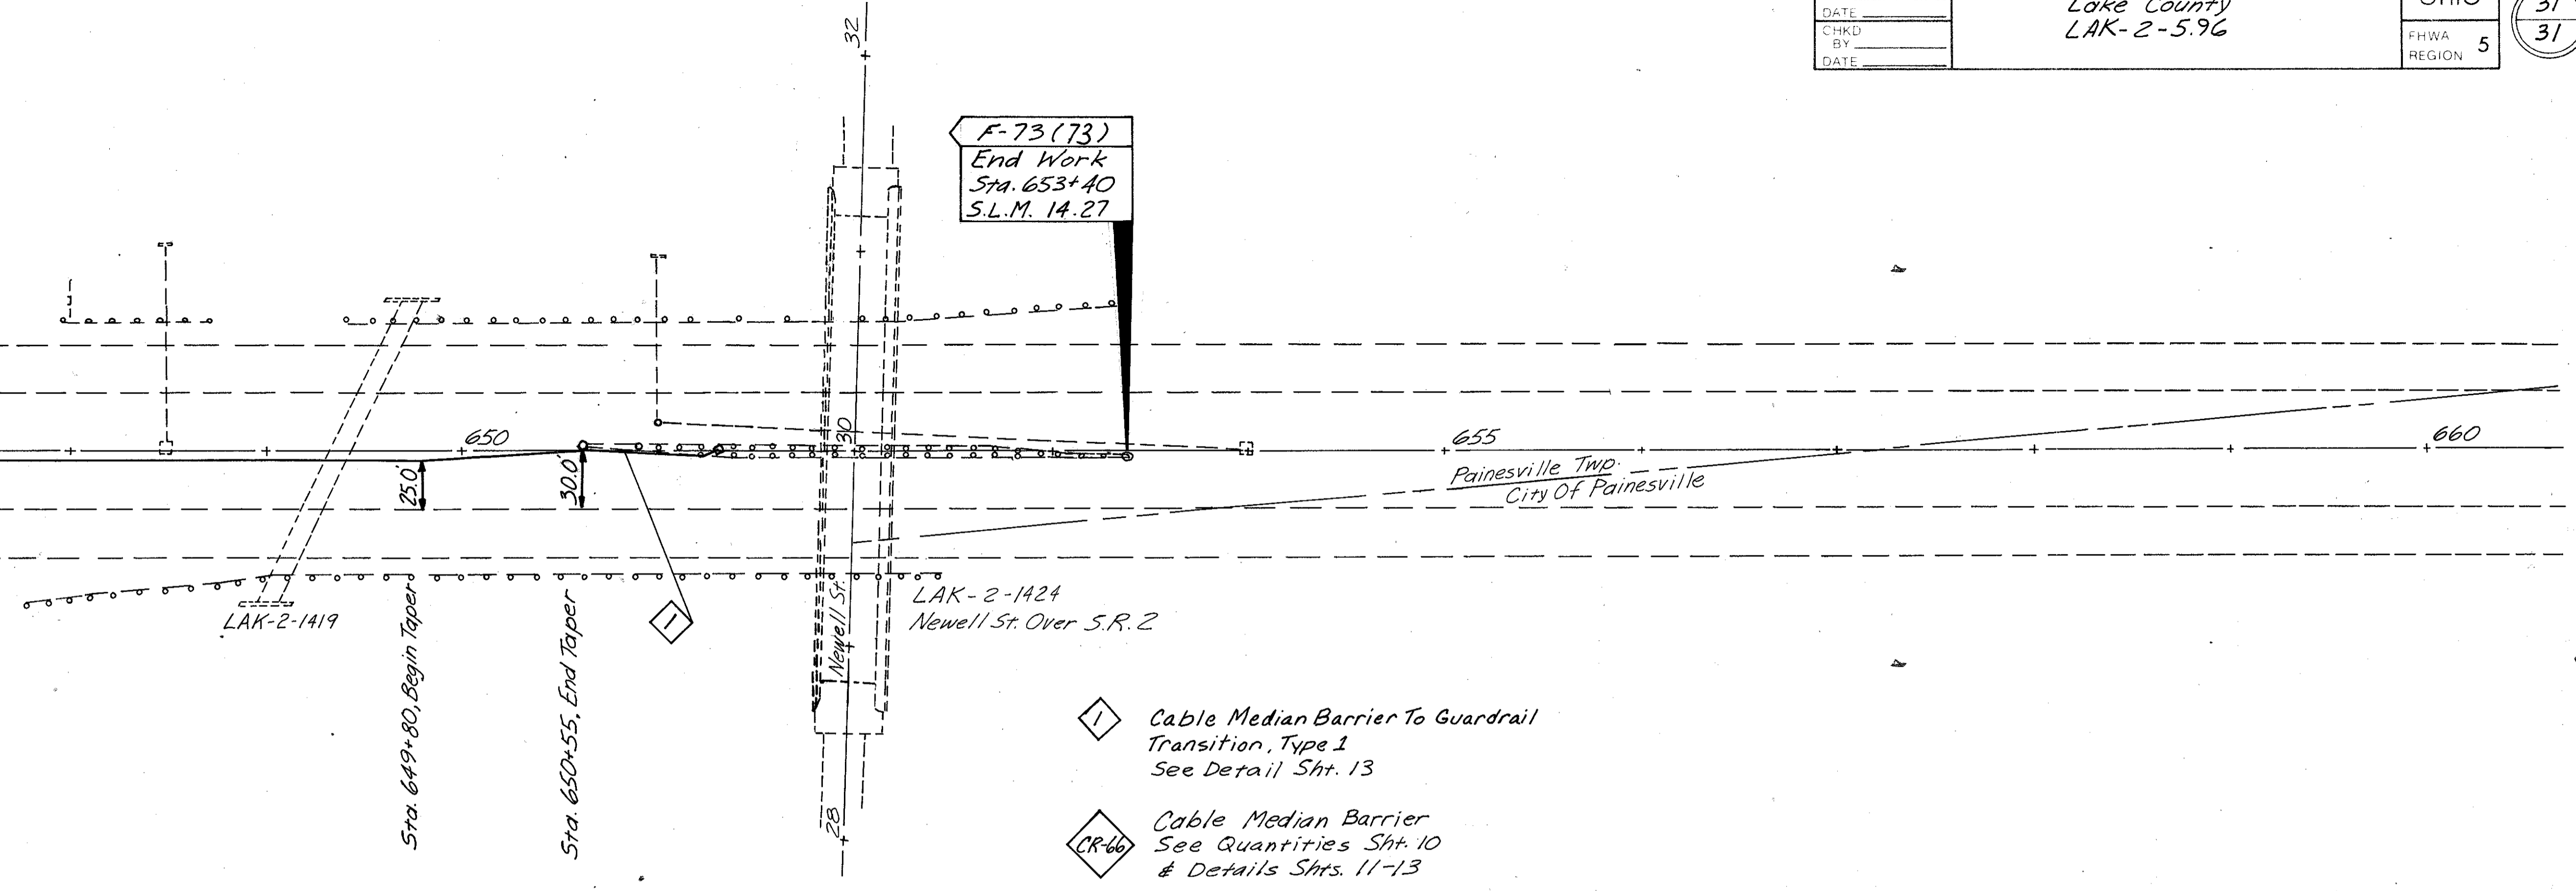 DATE
CHKD
BY
DATE
Lake County
LAK-2-5.96
OHIO
FHWA
REGION 5
31
31
32
F-73(73)
End Work
Sta. 653+40
S.L.M. 14.27
650
30
655
660
25.0'
30.0'
Painesville Twp.
City Of Painesville
LAK-2-1419
Sta. 649+80, Begin Taper
Sta. 650+55, End Taper
1
Newell St.
LAK-2-1424
Newell St. Over S.R. 2
28
1 Cable Median Barrier To Guardrail
Transition, Type 1
See Detail Sht. 13
CR-66 Cable Median Barrier
See Quantities Sht. 10
& Details Shts. 11-13